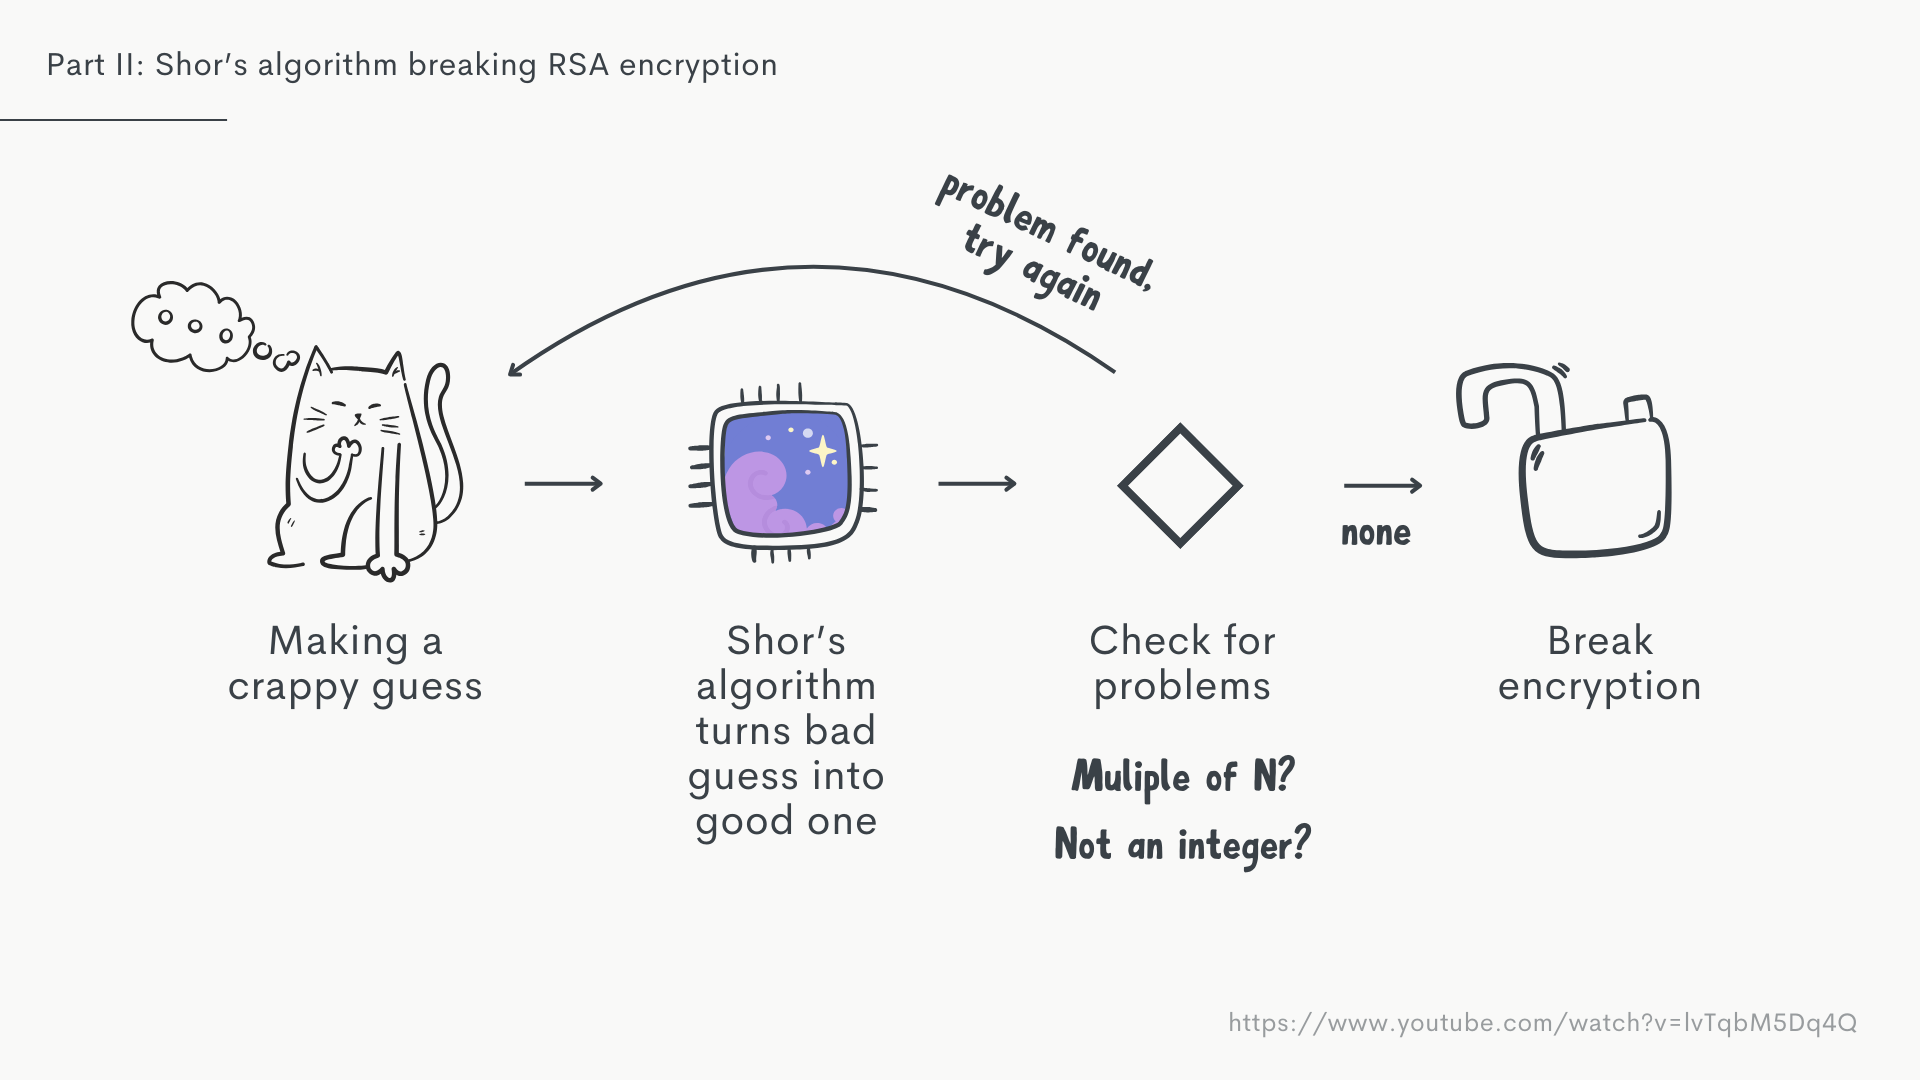 Part II: Shor’s algorithm breaking RSA encryption
problem found,
try again
none
Making a
crappy guess
Shor’s
algorithm
turns bad
guess into
good one
Check for
problems
Muliple of N?
Not an integer?
Break
encryption
https://www.youtube.com/watch?v=lvTqbM5Dq4Q